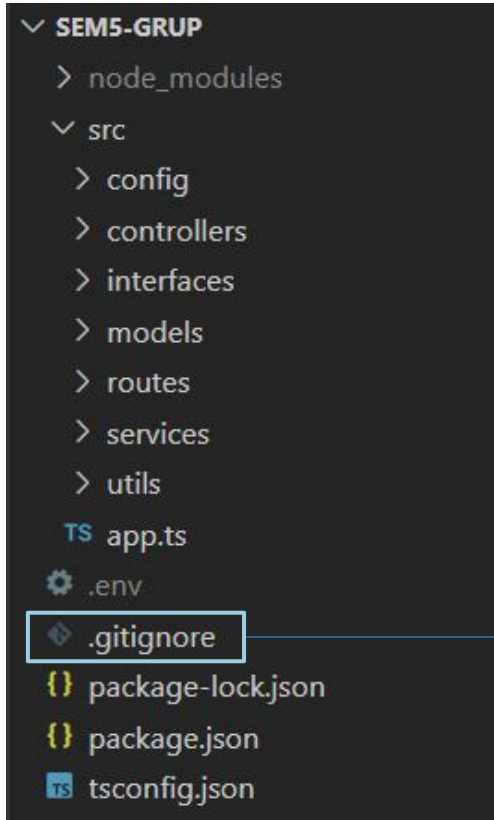 SEM5-GRUP
node_modules
src
config
controllers
interfaces
models
routes
services
utils
TS app.ts
.env
.gitignore
{} package-lock.json
{} package.json
TS tsconfig.json